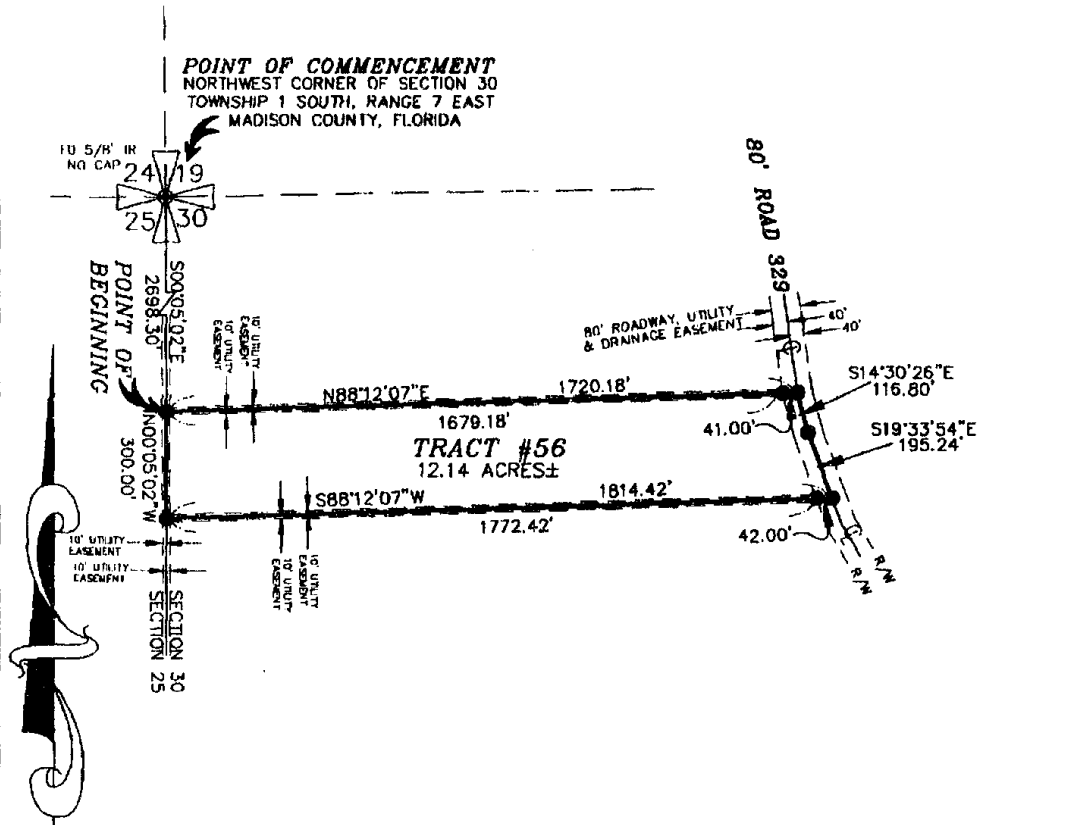 POINT OF COMMENCEMENT
NORTHWEST CORNER OF SECTION 30
TOWNSHIP 1 SOUTH, RANGE 7 EAST
MADISON COUNTY, FLORIDA
FD 5/8' IR
NO CAP
24 19
25 30
S00°05'02"E
2698.30'
POINT OF
BEGINNING
80' ROAD 329
80' ROADWAY, UTILITY
& DRAINAGE EASEMENT
40'
40'
10' UTILITY
EASEMENT
10' UTILITY
EASEMENT
N88°12'07"E
1720.18'
1679.18'
41.00'
S14°30'26"E
116.80'
S19°33'54"E
195.24'
TRACT #56
12.14 ACRES±
N00°05'02"W
300.00'
S88°12'07"W
1814.42'
1772.42'
42.00'
10' UTILITY
EASEMENT
10' UTILITY
EASEMENT
10' UTILITY
EASEMENT
10' UTILITY
EASEMENT
R/W
R/W
SECTION 30
SECTION 25